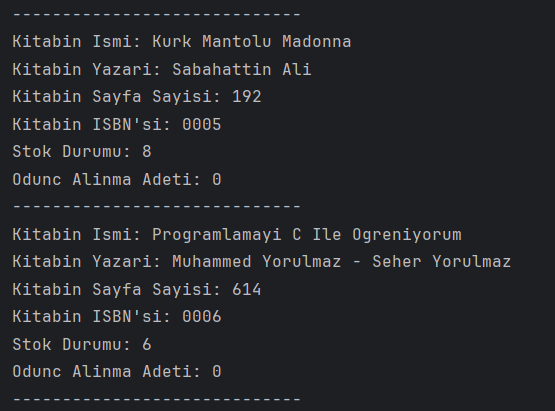 -----------------------------
Kitabin Ismi: Kurk Mantolu Madonna
Kitabin Yazari: Sabahattin Ali
Kitabin Sayfa Sayisi: 192
Kitabin ISBN'si: 0005
Stok Durumu: 8
Odunc Alinma Adeti: 0
-----------------------------
Kitabin Ismi: Programlamayi C Ile Ogreniyorum
Kitabin Yazari: Muhammed Yorulmaz - Seher Yorulmaz
Kitabin Sayfa Sayisi: 614
Kitabin ISBN'si: 0006
Stok Durumu: 6
Odunc Alinma Adeti: 0
-----------------------------